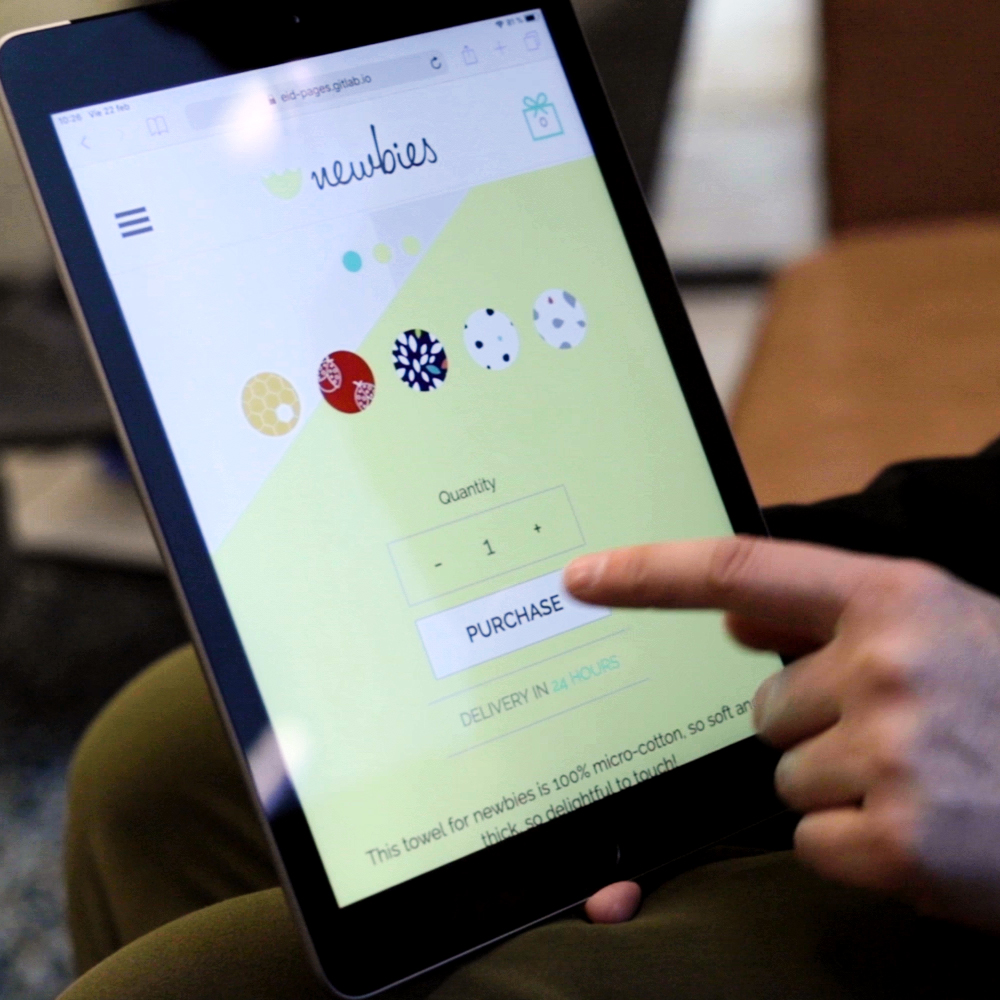 10:26 Vie 22 feb
eid-pages.gitlab.io
newbies
0
Quantity
- 1 +
PURCHASE
DELIVERY IN 24 HOURS
This towel for newbies is 100% micro-cotton, so soft and
thick, so delightful to touch!